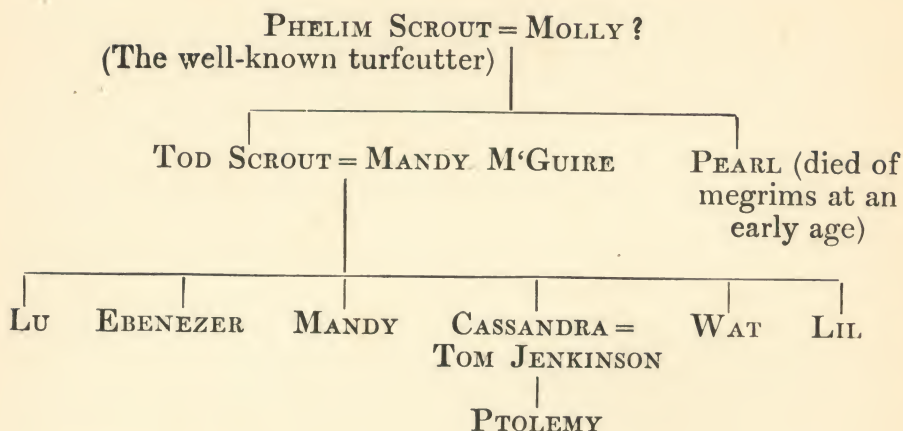 PHELIM SCROUT = MOLLY ?
(The well-known turfcutter)
TOD SCROUT = MANDY M‘GUIRE
PEARL (died of
megrims at an
early age)
LU EBENEZER MANDY CASSANDRA = WAT LIL
TOM JENKINSON
PTOLEMY